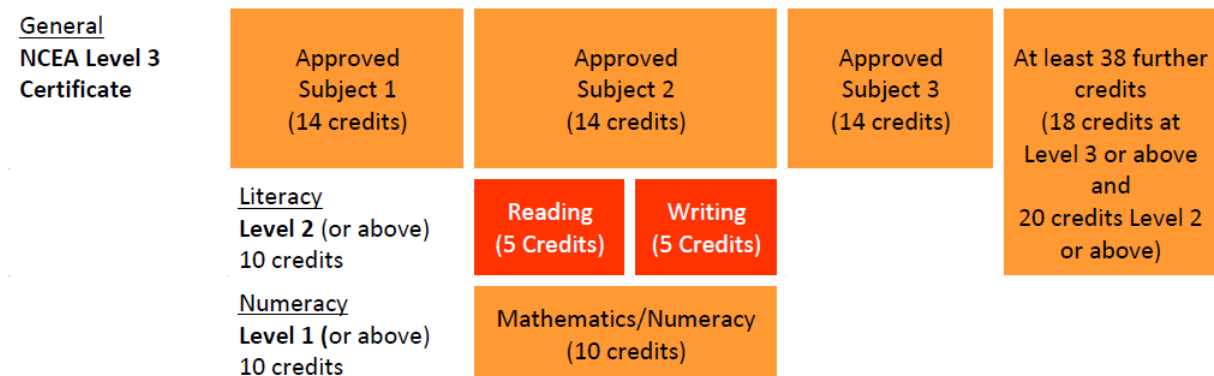 General
NCEA Level 3
Certificate
Approved
Subject 1
(14 credits)
Approved
Subject 2
(14 credits)
Approved
Subject 3
(14 credits)
At least 38 further
credits
(18 credits at
Level 3 or above
and
20 credits Level 2
or above)
Literacy
Level 2 (or above)
10 credits
Reading
(5 Credits)
Writing
(5 Credits)
Numeracy
Level 1 (or above)
10 credits
Mathematics/Numeracy
(10 credits)